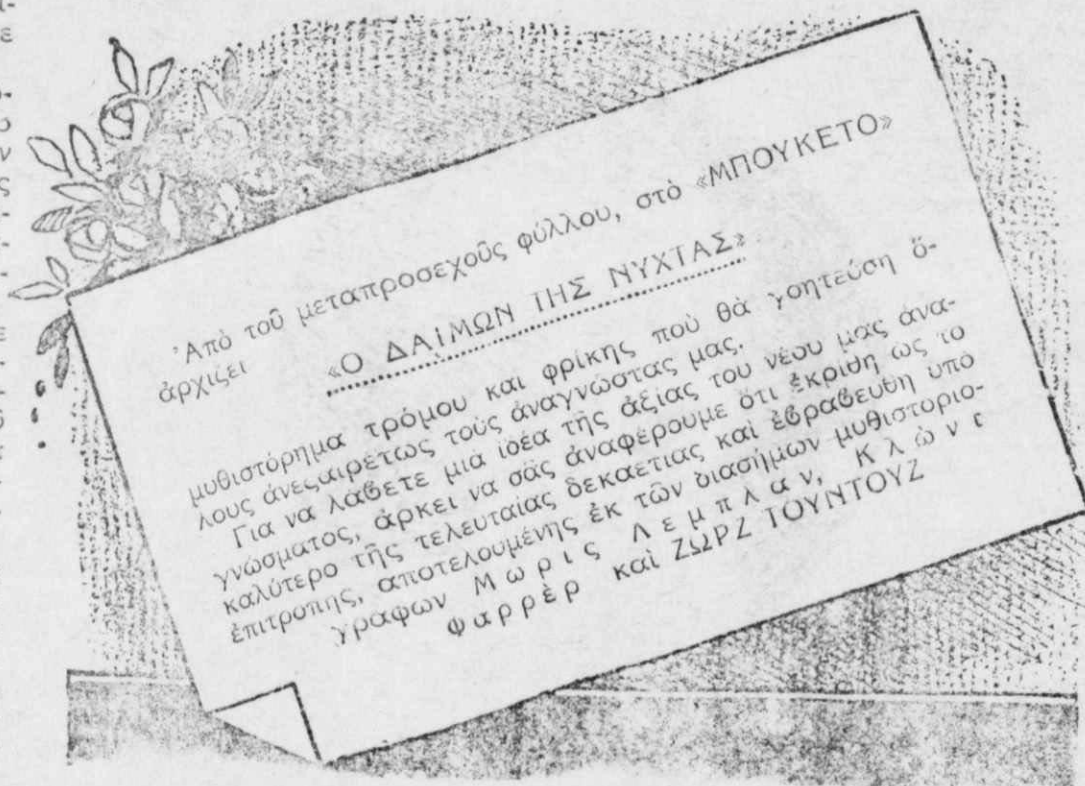 Ἀπὸ τοῦ μεταπροσεχοῦς φύλλου, στὸ «ΜΠΟΥΚΕΤΟ»
ἀρχίζει
«Ο ΔΑΙΜΩΝ ΤΗΣ ΝΥΧΤΑΣ»
μυθιστόρημα τρόμου καὶ φρίκης ποὺ θὰ γοητεύση ὅ-
λους ἀνεξαιρέτως τοὺς ἀναγνώστας μας.
Γιὰ νὰ λάβετε μιὰ ἰδέα τῆς ἀξίας τοῦ νέου μας ἀνα-
γνώσματος, ἀρκεῖ νὰ σᾶς ἀναφέρουμε ὅτι ἐκρίθη ὡς τὸ
καλύτερο τῆς τελευταίας δεκαετίας καὶ ἐβραβεύθη ὑπὸ
ἐπιτροπῆς, ἀποτελουμένης ἐκ τῶν διασήμων μυθιστοριο-
γράφων Μωρὶς Λεμπλάν, Κλὼντ
Φαρρὲρ καὶ ΖΩΡΖ ΤΟΥΝΤΟΥΖ